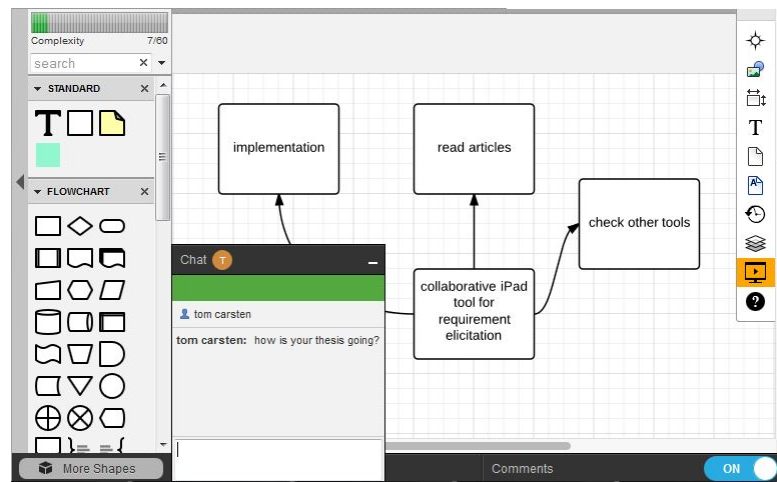 Complexity 7/60
search
STANDARD
T
FLOWCHART
More Shapes
implementation
read articles
check other tools
collaborative iPad
tool for
requirement
elicitation
Chat T
tom carsten
tom carsten: how is your thesis going?
Comments
ON
T
A
?